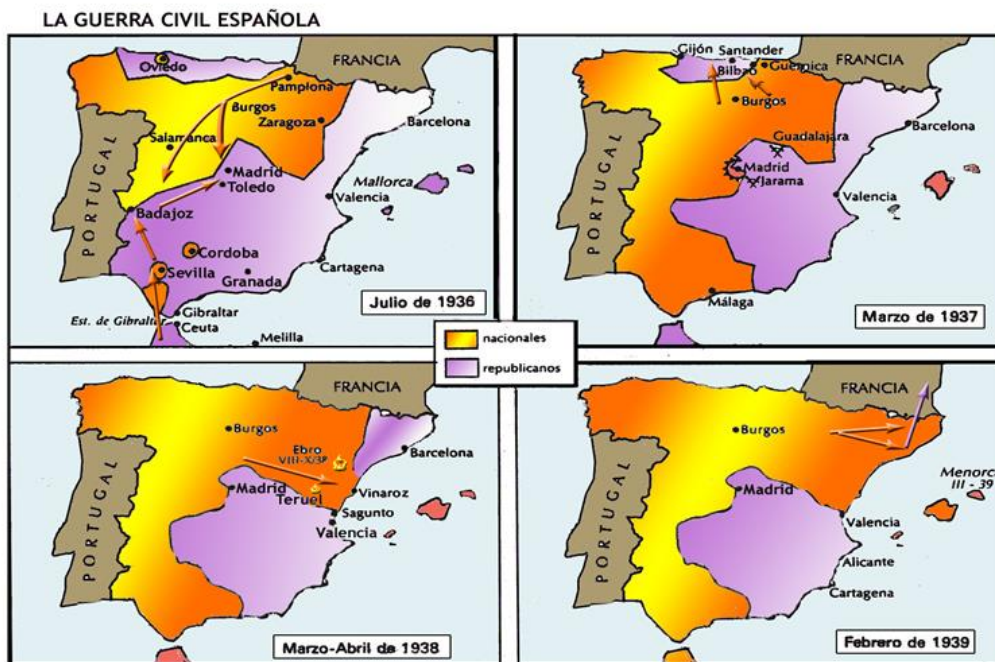 LA GUERRA CIVIL ESPAÑOLA
FRANCIA
Oviedo
Pamplona
Burgos
Zaragoza
Barcelona
Salamanca
PORTUGAL
Madrid
Toledo
Mallorca
Valencia
Badajoz
Cordoba
Sevilla
Granada
Cartagena
Est. de Gibraltar
Gibraltar
Ceuta
Melilla
Julio de 1936
Gijón
Santander
FRANCIA
Bilbao
Guernica
Burgos
Barcelona
Guadalajara
PORTUGAL
Madrid
Jarama
Valencia
Málaga
Marzo de 1937
nacionales
republicanos
FRANCIA
Burgos
Ebro
Barcelona
Madrid
Teruel
Vinaroz
Sagunto
Valencia
PORTUGAL
Marzo-Abril de 1938
FRANCIA
Burgos
Menorc
III - 39
Madrid
Valencia
PORTUGAL
Alicante
Cartagena
Febrero de 1939